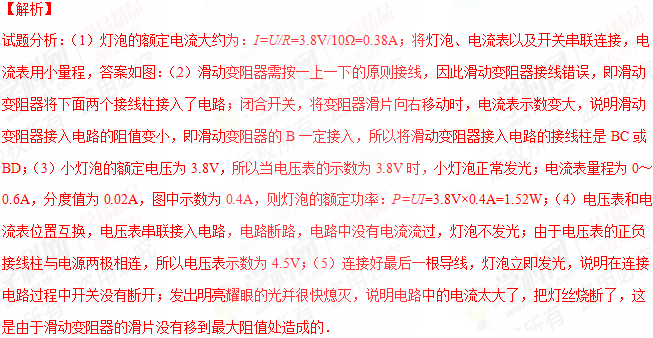 【解析】
试题分析：（1）灯泡的额定电流大约为：I=U/R=3.8V/10Ω=0.38A；将灯泡、电流表以及开关串联连接，电
流表用小量程，答案如图：（2）滑动变阻器需按一上一下的原则接线，因此滑动变阻器接线错误，即滑动
变阻器将下面两个接线柱接入了电路；闭合开关，将变阻器滑片向右移动时，电流表示数变大，说明滑动
变阻器接入电路的阻值变小，即滑动变阻器的 B 一定接入，所以将滑动变阻器接入电路的接线柱是 BC 或
BD；（3）小灯泡的额定电压为 3.8V，所以当电压表的示数为 3.8V 时，小灯泡正常发光；电流表量程为 0～
0.6A，分度值为 0.02A，图中示数为 0.4A，则灯泡的额定功率：P=UI=3.8V×0.4A=1.52W；（4）电压表和电
流表位置互换，电压表串联接入电路，电路断路，电路中没有电流流过，灯泡不发光；由于电压表的正负
接线柱与电源两极相连，所以电压表示数为 4.5V；（5）连接好最后一根导线，灯泡立即发光，说明在连接
电路过程中开关没有断开；发出明亮耀眼的光并很快熄灭，说明电路中的电流太大了，把灯丝烧断了，这
是由于滑动变阻器的滑片没有移到最大阻值处造成的．